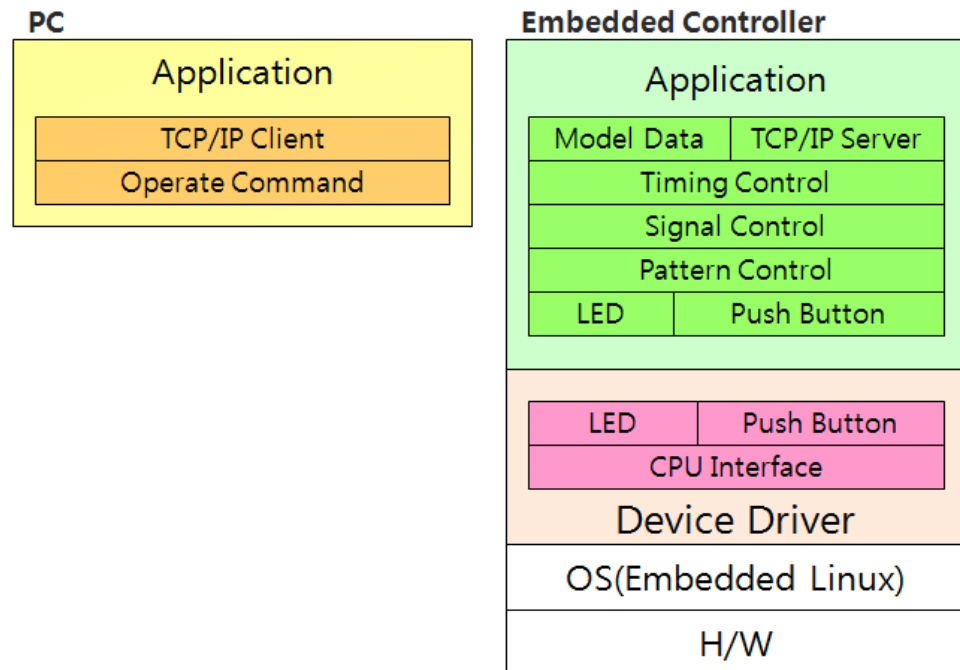 PC
Application
TCP/IP Client
Operate Command
Embedded Controller
Application
Model Data TCP/IP Server
Timing Control
Signal Control
Pattern Control
LED Push Button
LED Push Button
CPU Interface
Device Driver
OS(Embedded Linux)
H/W